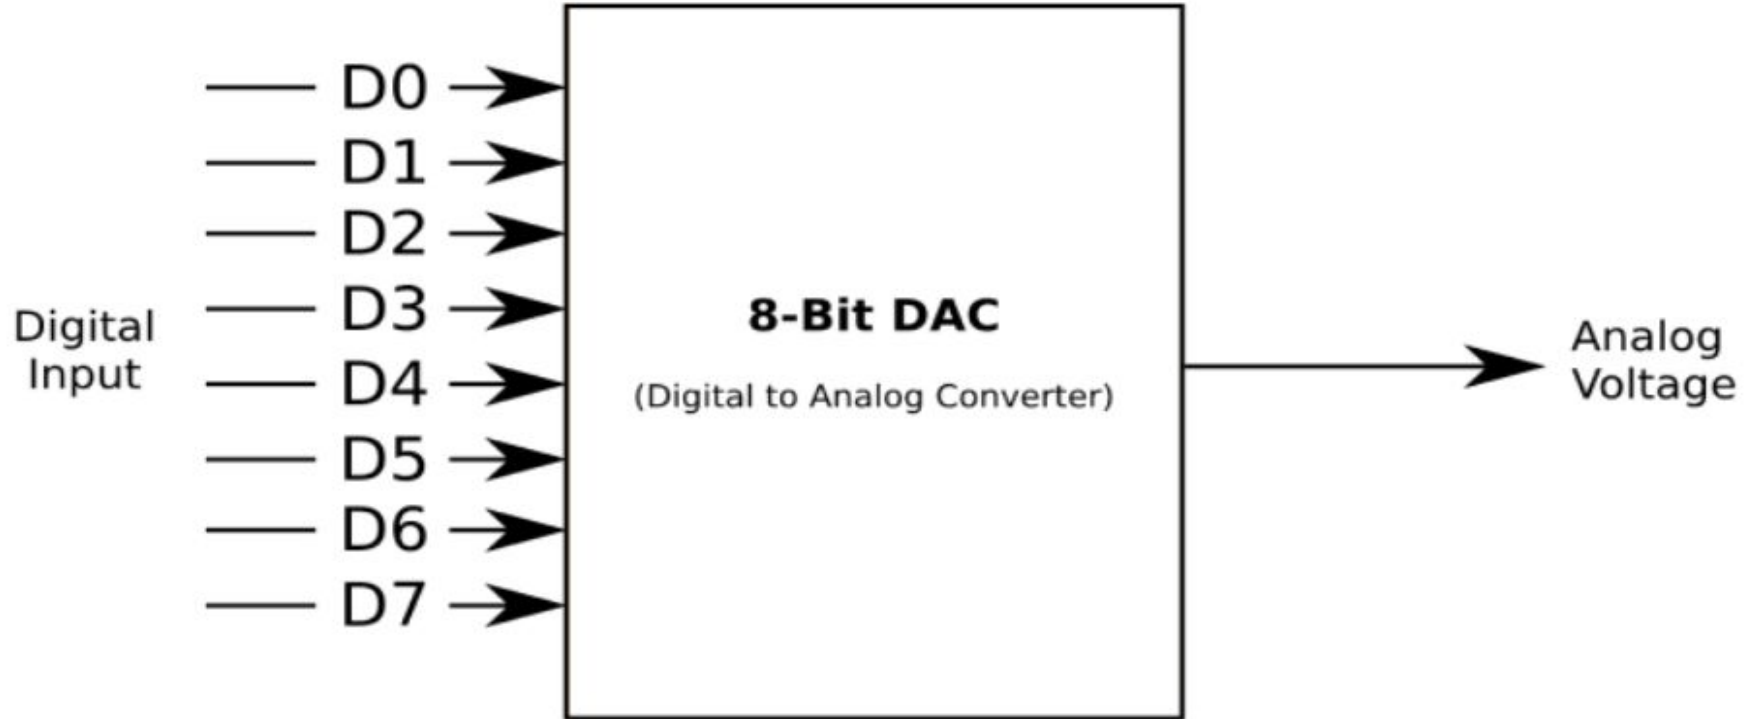 Digital
Input
D0
D1
D2
D3
D4
D5
D6
D7
8-Bit DAC
(Digital to Analog Converter)
Analog
Voltage